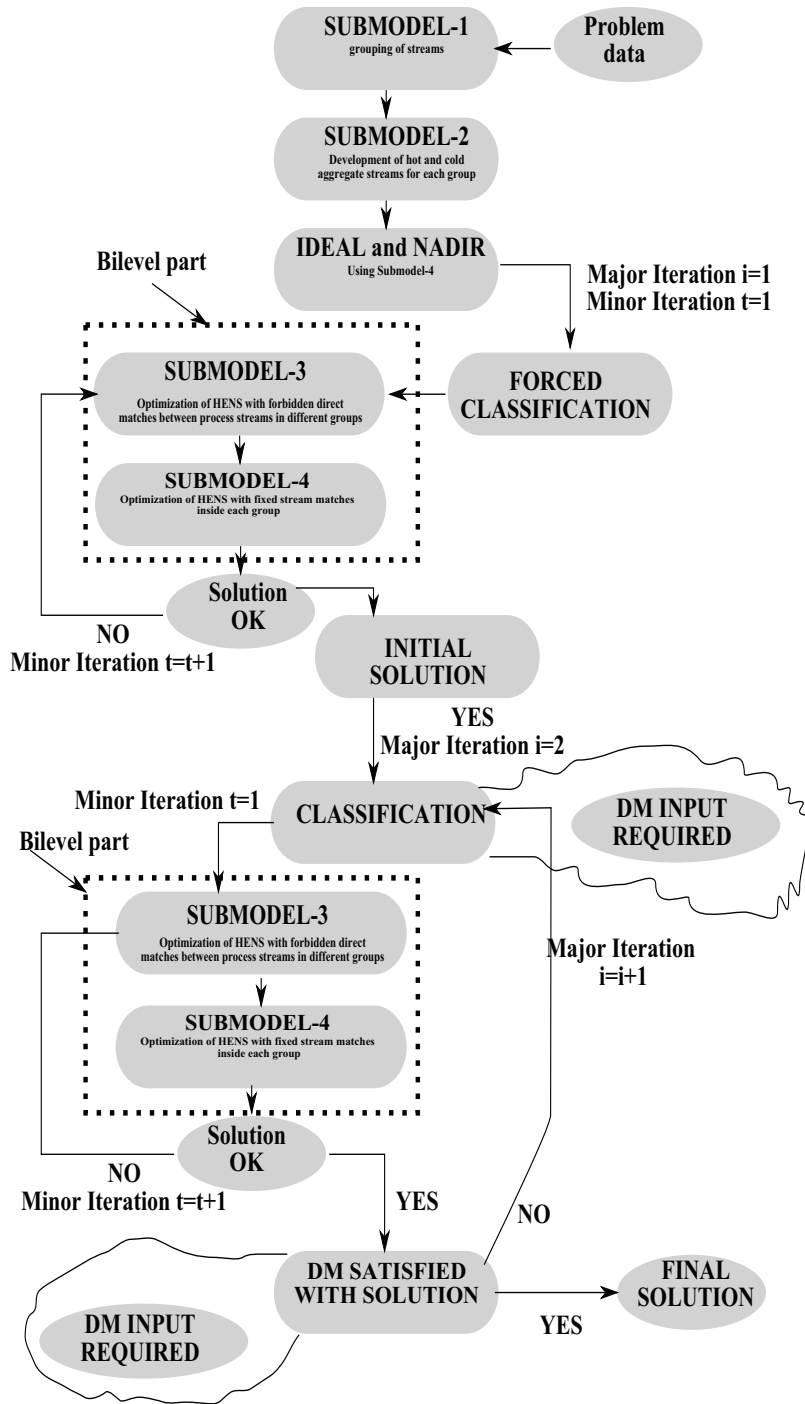 SUBMODEL-1
grouping of streams
Problem
data
SUBMODEL-2
Development of hot and cold
aggregate streams for each group
IDEAL and NADIR
Using Submodel-4
Bilevel part
Major Iteration i=1
Minor Iteration t=1
SUBMODEL-3
Optimization of HENS with forbidden direct
matches between process streams in different groups
FORCED
CLASSIFICATION
SUBMODEL-4
Optimization of HENS with fixed stream matches
inside each group
Solution
OK
NO
Minor Iteration t=t+1
INITIAL
SOLUTION
YES
Major Iteration i=2
Minor Iteration t=1
CLASSIFICATION
DM INPUT
REQUIRED
Bilevel part
SUBMODEL-3
Optimization of HENS with forbidden direct
matches between process streams in different groups
Major Iteration
i=i+1
SUBMODEL-4
Optimization of HENS with fixed stream matches
inside each group
Solution
OK
NO
Minor Iteration t=t+1
YES
NO
DM SATISFIED
WITH SOLUTION
FINAL
SOLUTION
YES
DM INPUT
REQUIRED